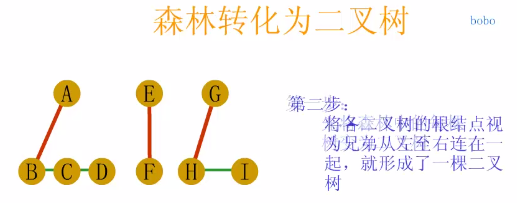 森林转化为二叉树
bobo
A
E
G
B
C
D
F
H
I
第二步:
将各二叉树的根结点视
为兄弟从左至右连在一
起，就形成了一棵二叉
树